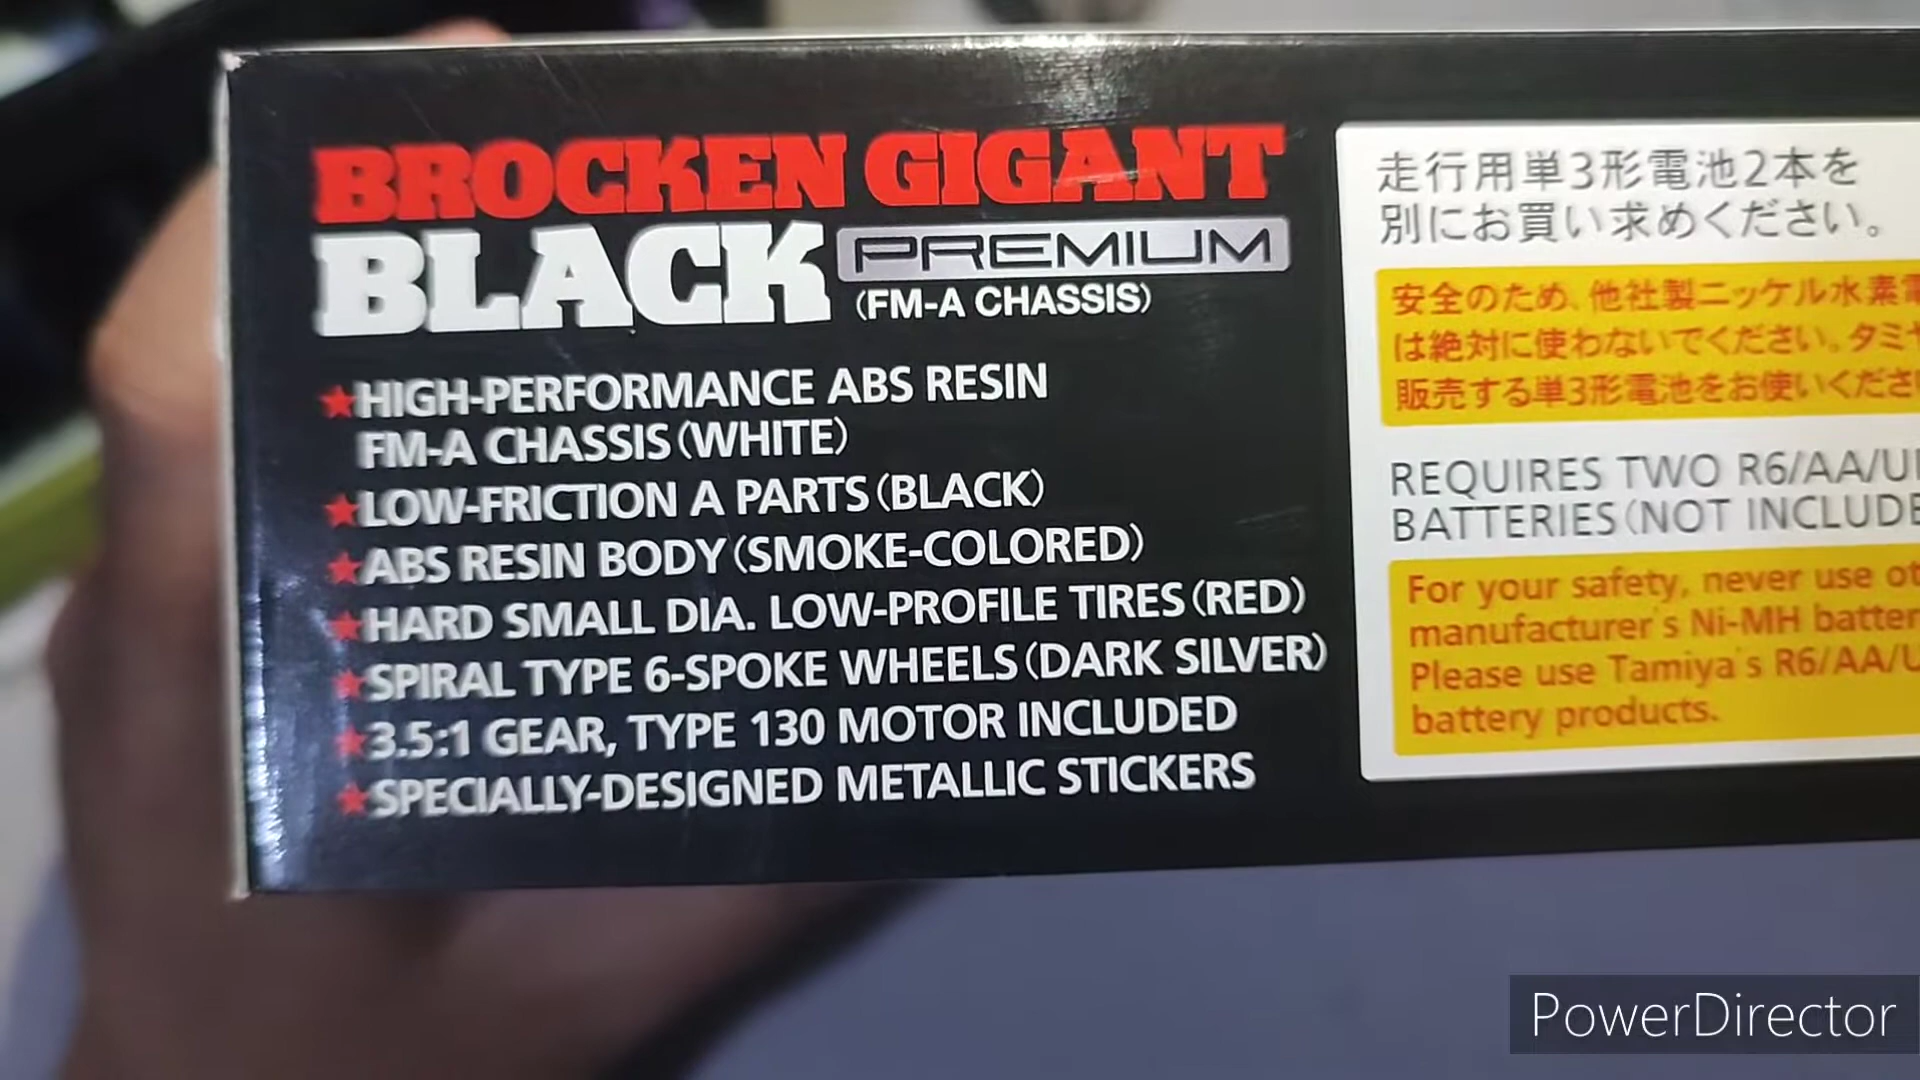 BROCKEN GIGANT
BLACK PREMIUM
(FM-A CHASSIS)
★HIGH-PERFORMANCE ABS RESIN
FM-A CHASSIS(WHITE)
★LOW-FRICTION A PARTS(BLACK)
★ABS RESIN BODY(SMOKE-COLORED)
★HARD SMALL DIA. LOW-PROFILE TIRES(RED)
★SPIRAL TYPE 6-SPOKE WHEELS(DARK SILVER)
★3.5:1 GEAR, TYPE 130 MOTOR INCLUDED
★SPECIALLY-DESIGNED METALLIC STICKERS
走行用単3形電池2本を
別にお買い求めください。
安全のため、他社製ニッケル水素
は絶対に使わないでください。タミ
販売する単3形電池をお使いくださ
REQUIRES TWO R6/AA/U
BATTERIES(NOT INCLUDE
For your safety, never use ot
manufacturer's Ni-MH batter
Please use Tamiya's R6/AA/U
battery products.
PowerDirector